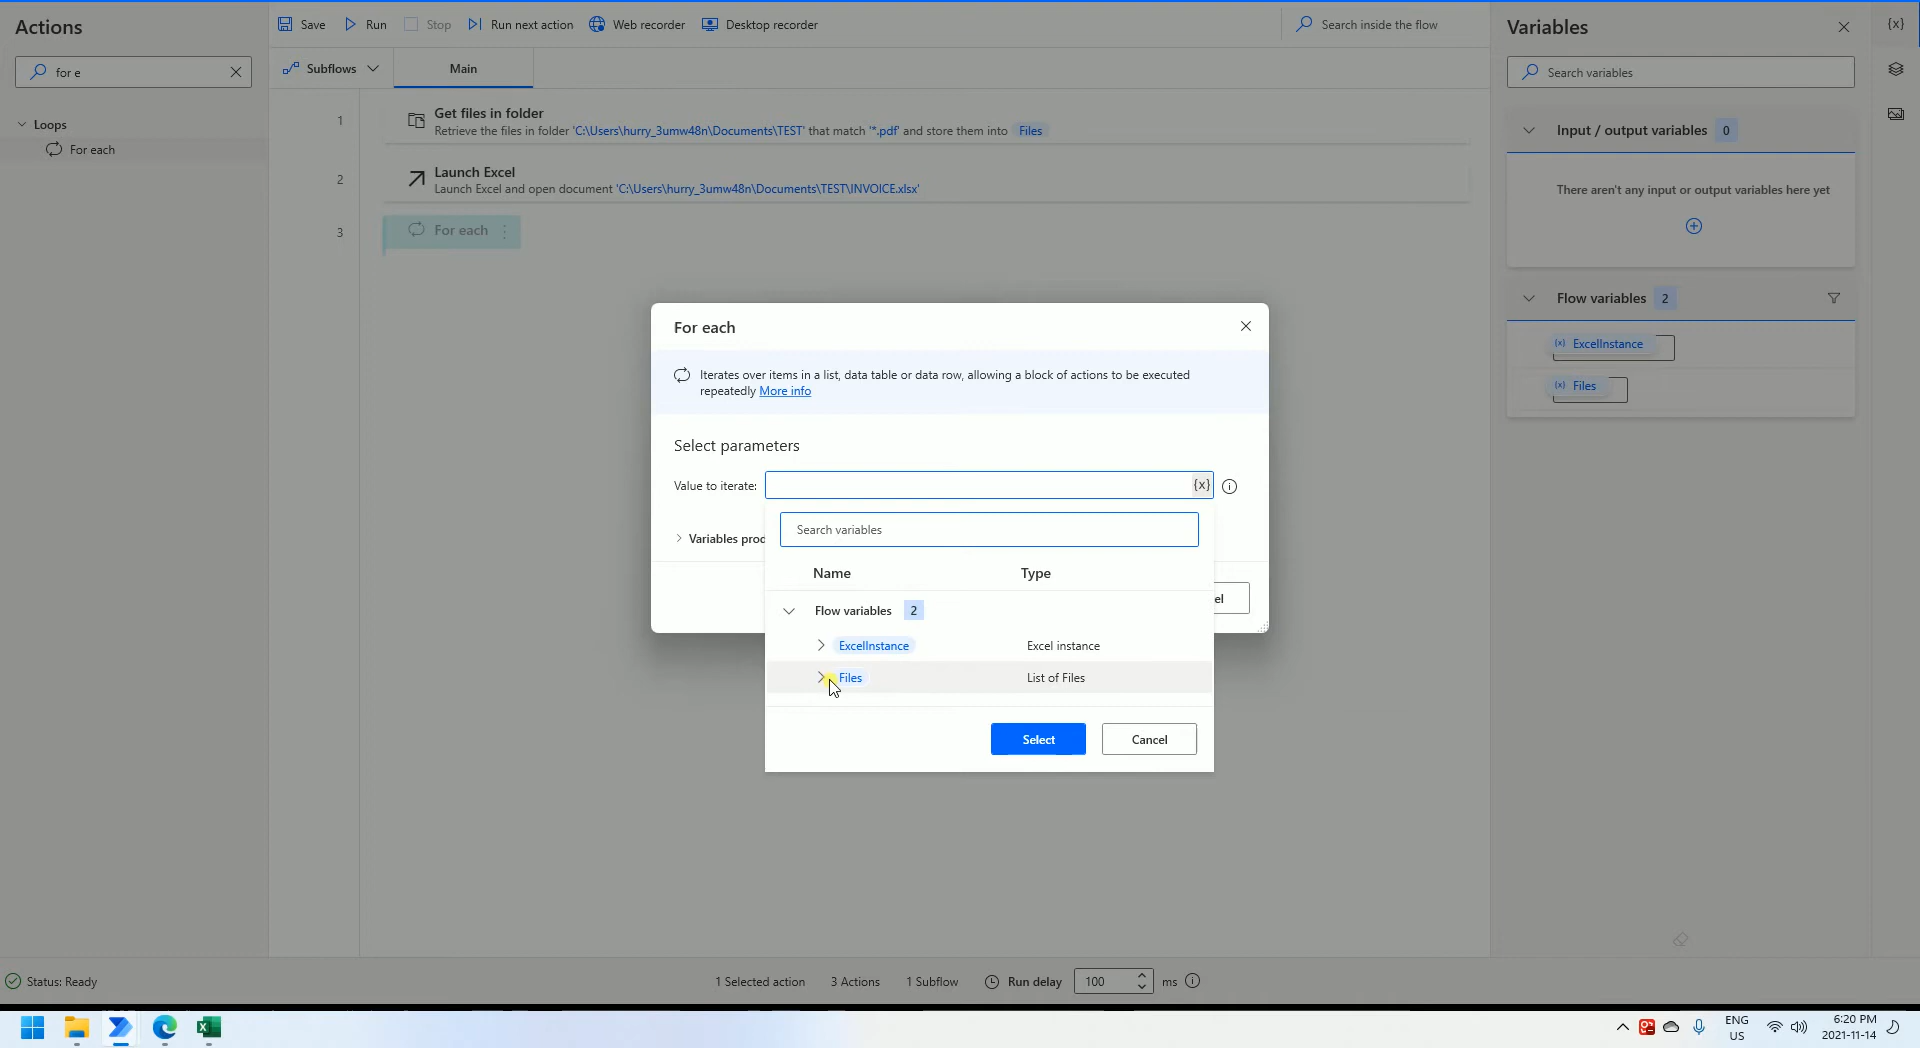 Actions
for e
Loops
For each
Save
Run
Stop
Run next action
Web recorder
Desktop recorder
Search inside the flow
Subflows
Main
1
Get files in folder
Retrieve the files in folder 'C:\Users\hurry_3umw48n\Documents\TEST' that match '*.pdf' and store them into Files
2
Launch Excel
Launch Excel and open document 'C:\Users\hurry_3umw48n\Documents\TEST\INVOICE.xlsx'
3
For each
For each
Iterates over items in a list, data table or data row, allowing a block of actions to be executed
repeatedly More info
Select parameters
Value to iterate:
{x}
Search variables
Variables prod
Name Type
Flow variables 2
ExcelInstance Excel instance
Files List of Files
Select
Cancel
el
Variables
{x}
Search variables
Input / output variables 0
There aren't any input or output variables here yet
Flow variables 2
(x) ExcelInstance
(x) Files
Status: Ready
1 Selected action
3 Actions
1 Subflow
Run delay
100
ms
ENG
US
6:20 PM
2021-11-14